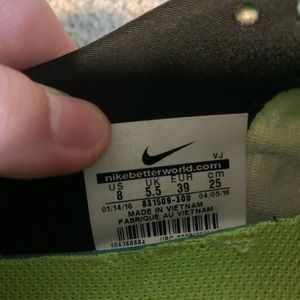 VJ
nikebetterworld.com
US UK EUR cm
8 5.5 39 25
01/14/16 831509-300 04/05/16
MADE IN VIETNAM
FABRIQUE AU VIETNAM